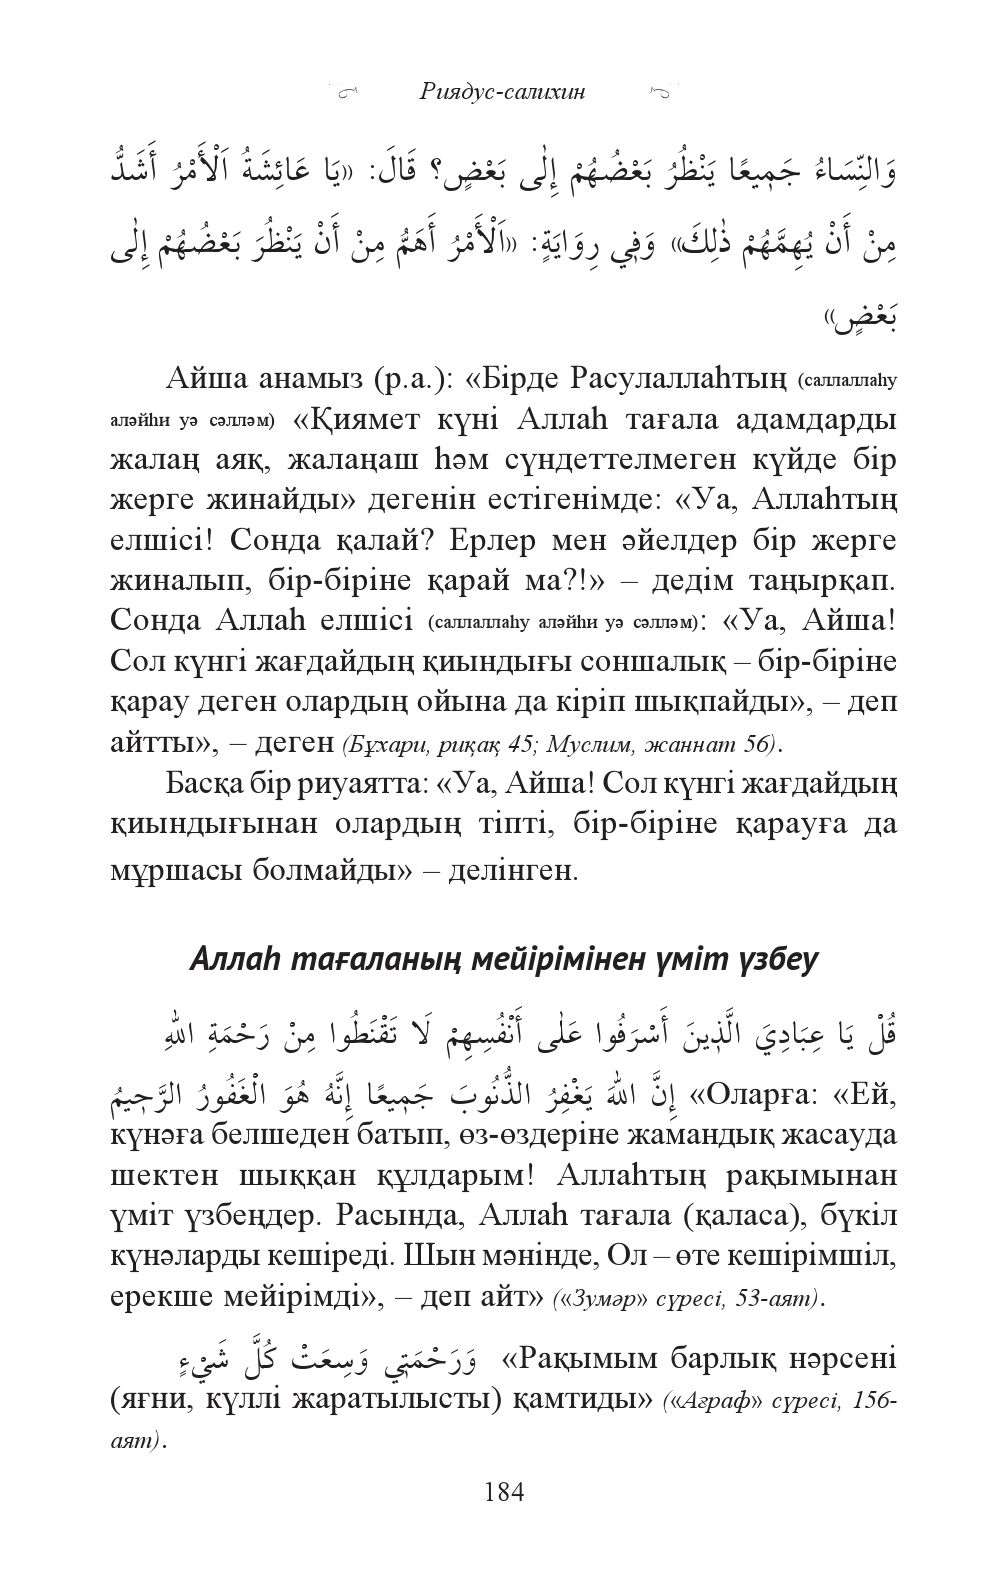 Риядус-салихин
وَالنِّسَاءُ جَمِيعًا يَنْظُرُ بَعْضُهُمْ إِلٰى بَعْضٍ؟ قَالَ: «يَا عَائِشَةُ اَلْأَمْرُ أَشَدُّ
مِنْ أَنْ يُهِمَّهُمْ ذٰلِكَ» وَفِي رِوَايَةٍ: «اَلْأَمْرُ أَهَمُّ مِنْ أَنْ يَنْظُرَ بَعْضُهُمْ إِلٰى
بَعْضٍ»
Айша анамыз (р.а.): «Бірде Расулаллаһтың (саллаллаһу
аләйһи уә сәлләм) «Қиямет күні Аллаһ тағала адамдарды
жалаң аяқ, жалаңаш һәм сүндеттелмеген күйде бір
жерге жинайды» дегенін естігенімде: «Уа, Аллаһтың
елшісі! Сонда қалай? Ерлер мен әйелдер бір жерге
жиналып, бір-біріне қарай ма?!» – дедім таңырқап.
Сонда Аллаһ елшісі (саллаллаһу аләйһи уә сәлләм): «Уа, Айша!
Сол күнгі жағдайдың қиындығы соншалық – бір-біріне
қарау деген олардың ойына да кіріп шықпайды», – деп
айтты», – деген (Бұхари, риқақ 45; Муслим, жаннат 56).
Басқа бір риуаятта: «Уа, Айша! Сол күнгі жағдайдың
қиындығынан олардың тіпті, бір-біріне қарауға да
мұршасы болмайды» – делінген.
Аллаһ тағаланың мейірімінен үміт үзбеу
قُلْ يَا عِبَادِيَ الَّذِينَ أَسْرَفُوا عَلٰى أَنْفُسِهِمْ لَا تَقْنَطُوا مِنْ رَحْمَةِ اللهِ
إِنَّ اللهَ يَغْفِرُ الذُّنُوبَ جَمِيعًا إِنَّهُ هُوَ الْغَفُورُ الرَّحِيمُ «Оларға: «Ей,
күнәға белшеден батып, өз-өздеріне жамандық жасауда
шектен шыққан құлдарым! Аллаһтың рақымынан
үміт үзбеңдер. Расында, Аллаһ тағала (қаласа), бүкіл
күнәларды кешіреді. Шын мәнінде, Ол – өте кешірімшіл,
ерекше мейірімді», – деп айт» («Зумәр» сүресі, 53-аят).
وَرَحْمَتِي وَسِعَتْ كُلَّ شَيْءٍ «Рақымым барлық нәрсені
(яғни, күллі жаратылысты) қамтиды» («Ағраф» сүресі, 156-
аят).
184